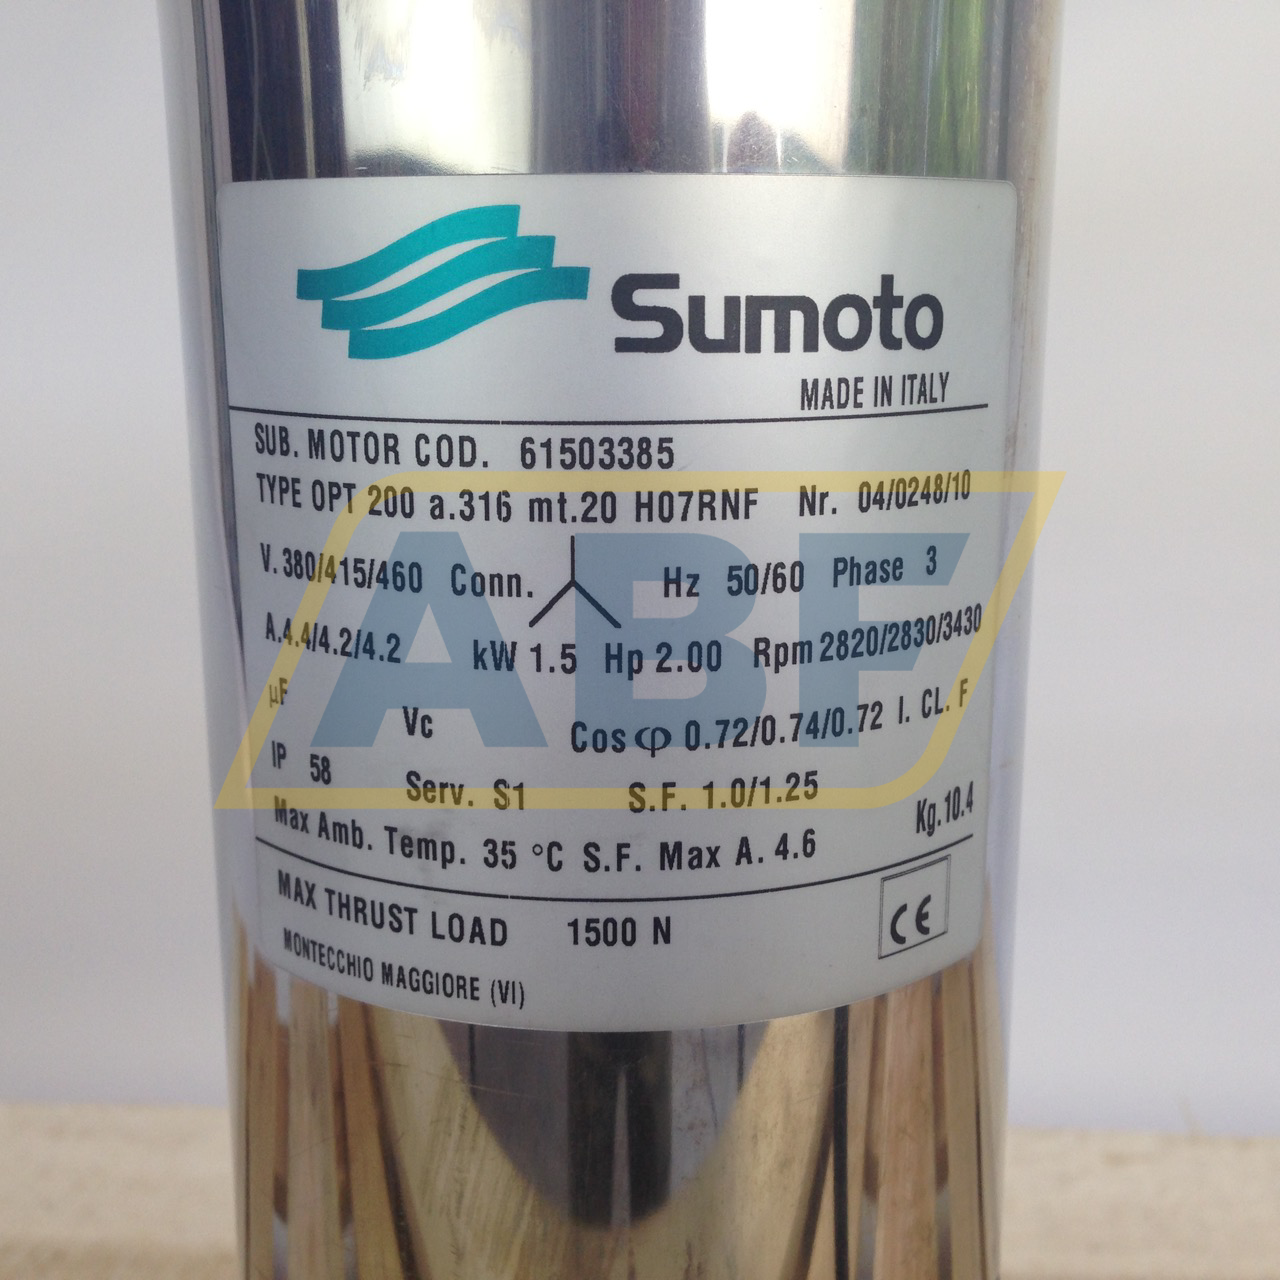 Sumoto
MADE IN ITALY
SUB. MOTOR COD. 61503385
TYPE OPT 200 a.316 mt.20 H07RNF Nr. 04/0248/10
V. 380/415/460 Conn. Hz 50/60 Phase 3
A.4.4/4.2/4.2 kW 1.5 Hp 2.00 Rpm 2820/2830/3430
µF Vc Cos φ 0.72/0.74/0.72 I. CL. F
IP 58 Serv. S1 S.F. 1.0/1.25
Max Amb. Temp. 35 °C S.F. Max A. 4.6 Kg.10.4
MAX THRUST LOAD 1500 N
CE
MONTECCHIO MAGGIORE (VI)
ABF